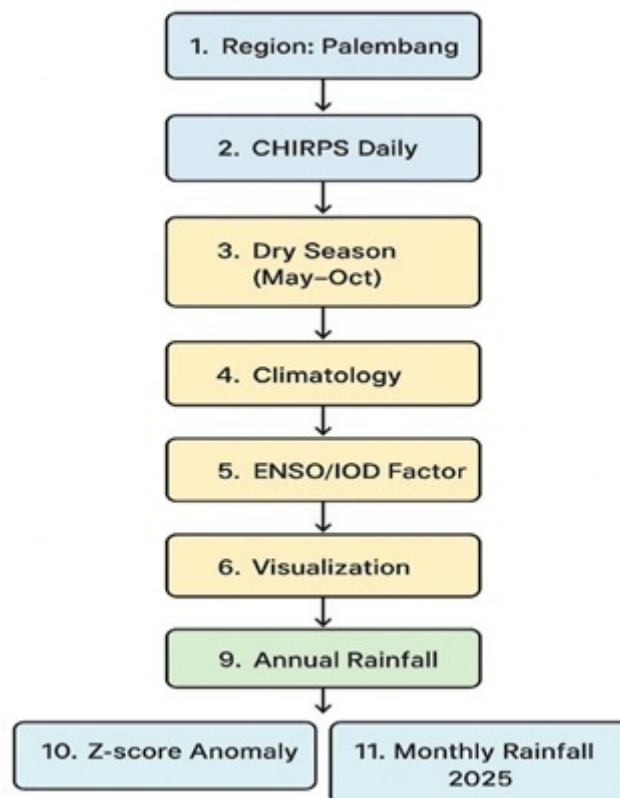 1. Region: Palembang
2. CHIRPS Daily
3. Dry Season
(May–Oct)
4. Climatology
5. ENSO/IOD Factor
6. Visualization
9. Annual Rainfall
10. Z-score Anomaly
11. Monthly Rainfall
2025